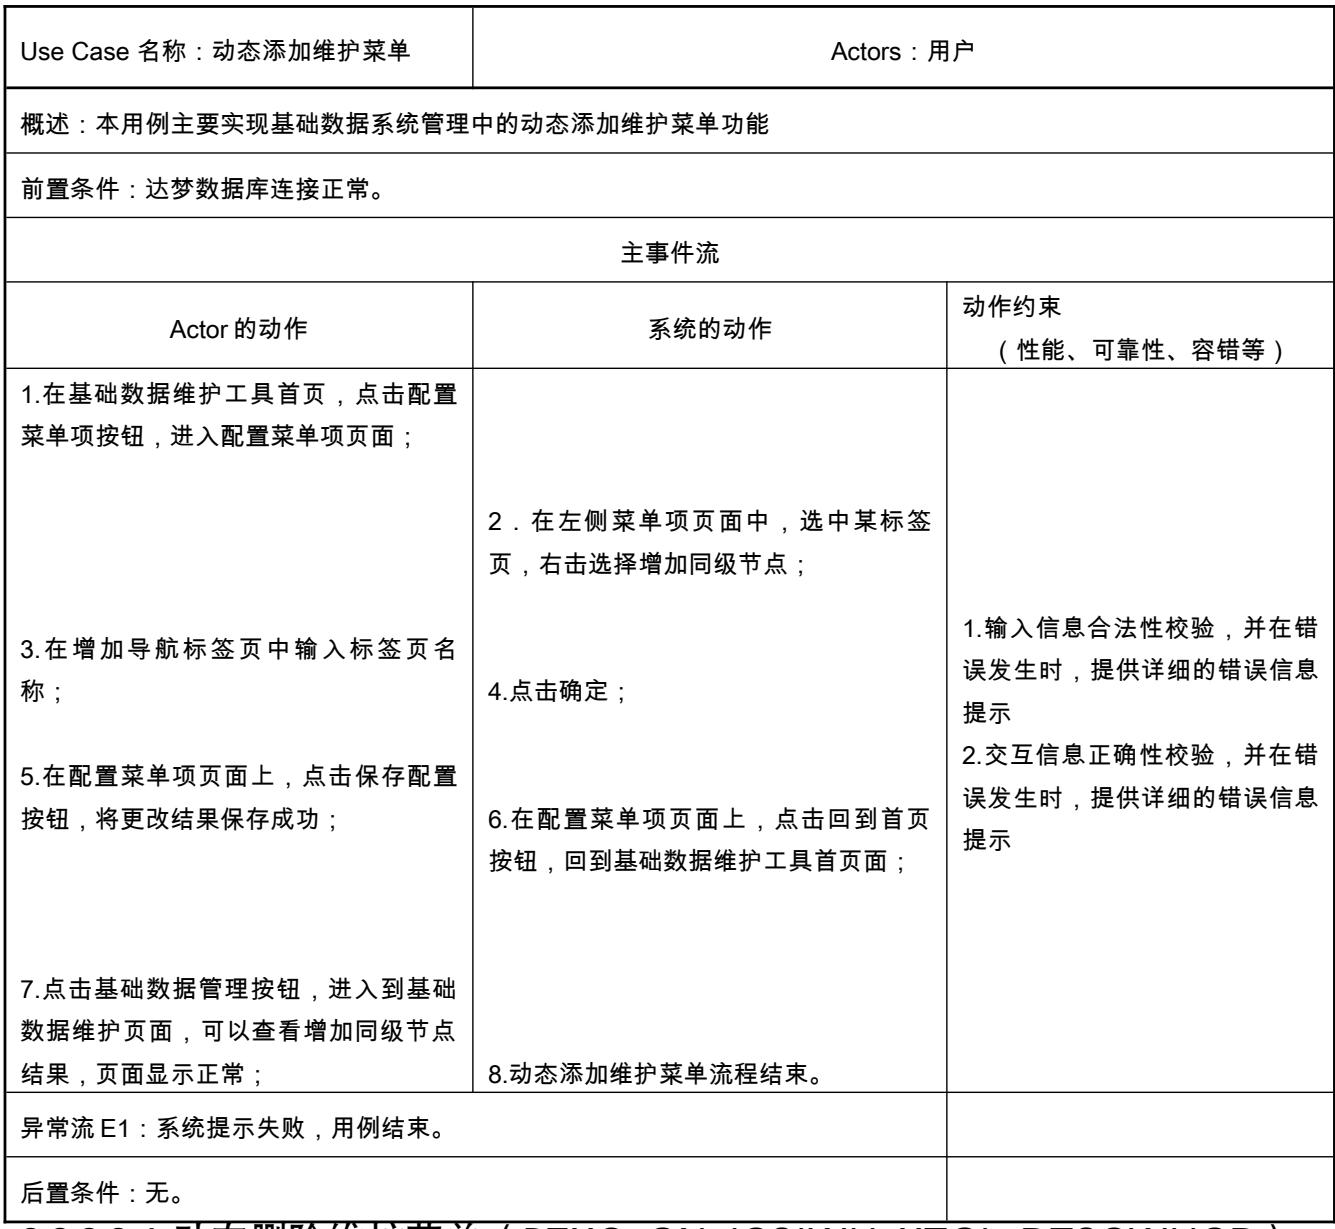 Use Case 名称：动态添加维护菜单
Actors：用户
概述：本用例主要实现基础数据系统管理中的动态添加维护菜单功能
前置条件：达梦数据库连接正常。
主事件流
Actor 的动作
系统的动作
动作约束
（性能、可靠性、容错等）
1.在基础数据维护工具首页，点击配置
菜单项按钮，进入配置菜单项页面；
2．在左侧菜单项页面中，选中某标签
页，右击选择增加同级节点；
3.在增加导航标签页中输入标签页名
称；
4.点击确定；
5.在配置菜单项页面上，点击保存配置
按钮，将更改结果保存成功；
6.在配置菜单项页面上，点击回到首页
按钮，回到基础数据维护工具首页面；
7.点击基础数据管理按钮，进入到基础
数据维护页面，可以查看增加同级节点
结果，页面显示正常；
8.动态添加维护菜单流程结束。
1.输入信息合法性校验，并在错
误发生时，提供详细的错误信息
提示
2.交互信息正确性校验，并在错
误发生时，提供详细的错误信息
提示
异常流 E1：系统提示失败，用例结束。
后置条件：无。
动态删除维护菜单